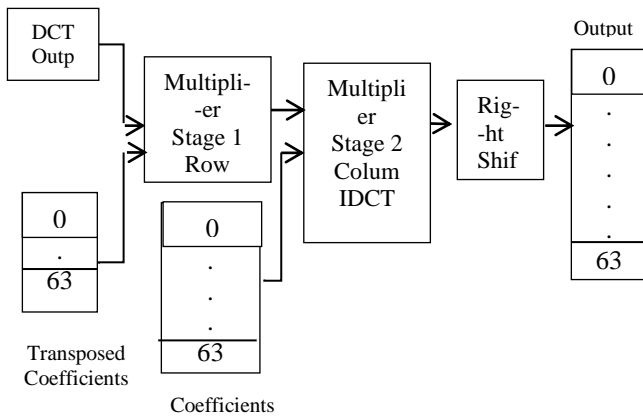 DCT
Outp
Multipli-
-er
Stage 1
Row
Multipli
er
Stage 2
Colum
IDCT
Rig-
-ht
Shif
Output
0
.
.
.
.
.
63
0
.
63
Transposed
Coefficients
0
.
.
.
63
Coefficients